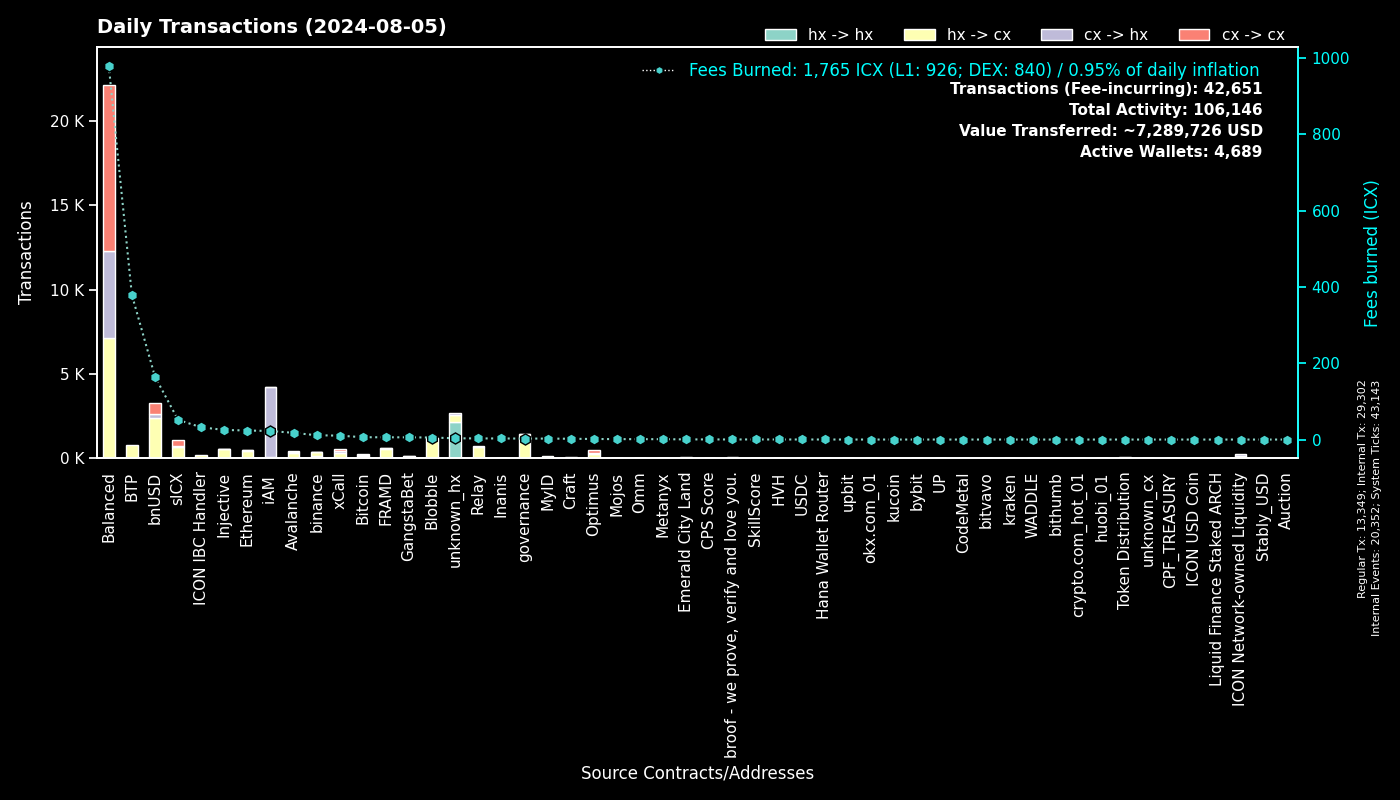 Daily Transactions (2024-08-05)
hx -> hx
hx -> cx
cx -> hx
cx -> cx
Fees Burned: 1,765 ICX (L1: 926; DEX: 840) / 0.95% of daily inflation
Transactions (Fee-incurring): 42,651
Total Activity: 106,146
Value Transferred: ~7,289,726 USD
Active Wallets: 4,689
Transactions
20 K
15 K
10 K
5 K
0 K
1000
800
600
400
200
0
Fees burned (ICX)
Regular Tx: 13,349; Internal Tx: 29,302
Internal Events: 20,352; System Ticks: 43,143
Balanced
BTP
bnUSD
sICX
ICON IBC Handler
Injective
Ethereum
iAM
Avalanche
binance
xCall
Bitcoin
FRAMD
GangstaBet
Blobble
unknown_hx
Relay
Inanis
governance
MyID
Craft
Optimus
Mojos
Omm
Metanyx
Emerald City Land
CPS Score
broof - we prove, verify and love you.
SkillScore
HVH
USDC
Hana Wallet Router
upbit
okx.com_01
kucoin
bybit
UP
CodeMetal
bitvavo
kraken
WADDLE
bithumb
crypto.com_hot_01
huobi_01
Token Distribution
unknown_cx
CPF_TREASURY
ICON USD Coin
Liquid Finance Staked ARCH
ICON Network-owned Liquidity
Stably_USD
Auction
Source Contracts/Addresses